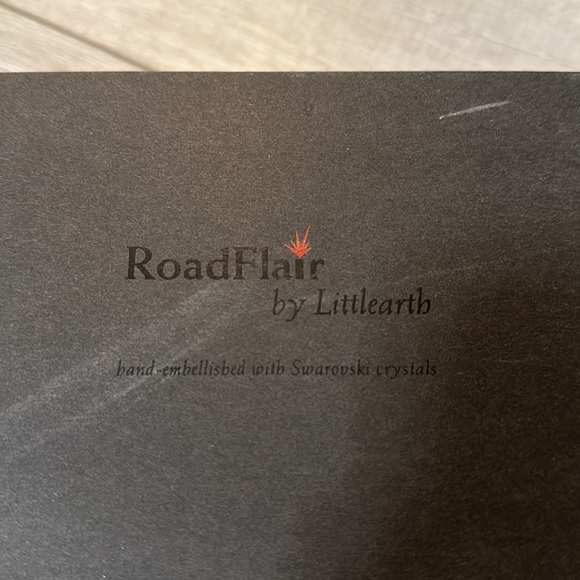 RoadFlair
by Littlearth
hand-embellished with Swarovski crystals